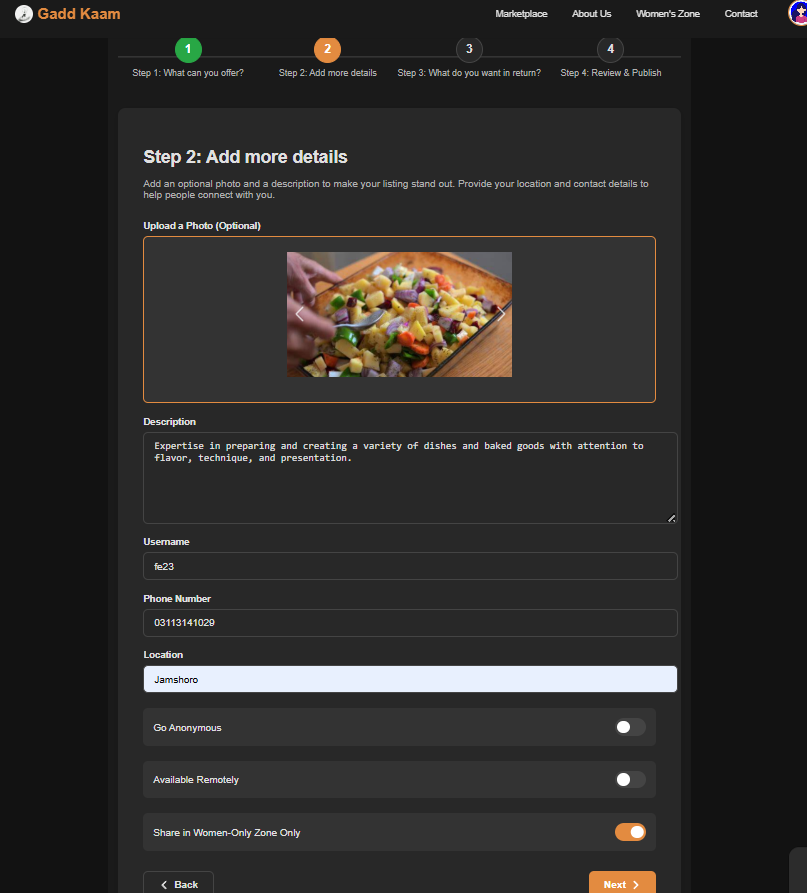 Gadd Kaam
Marketplace About Us Women's Zone Contact
1 2 3 4
Step 1: What can you offer? Step 2: Add more details Step 3: What do you want in return? Step 4: Review & Publish
Step 2: Add more details
Add an optional photo and a description to make your listing stand out. Provide your location and contact details to
help people connect with you.
Upload a Photo (Optional)
Description
Expertise in preparing and creating a variety of dishes and baked goods with attention to
flavor, technique, and presentation.
Username
fe23
Phone Number
03113141029
Location
Jamshoro
Go Anonymous
Available Remotely
Share in Women-Only Zone Only
Back Next